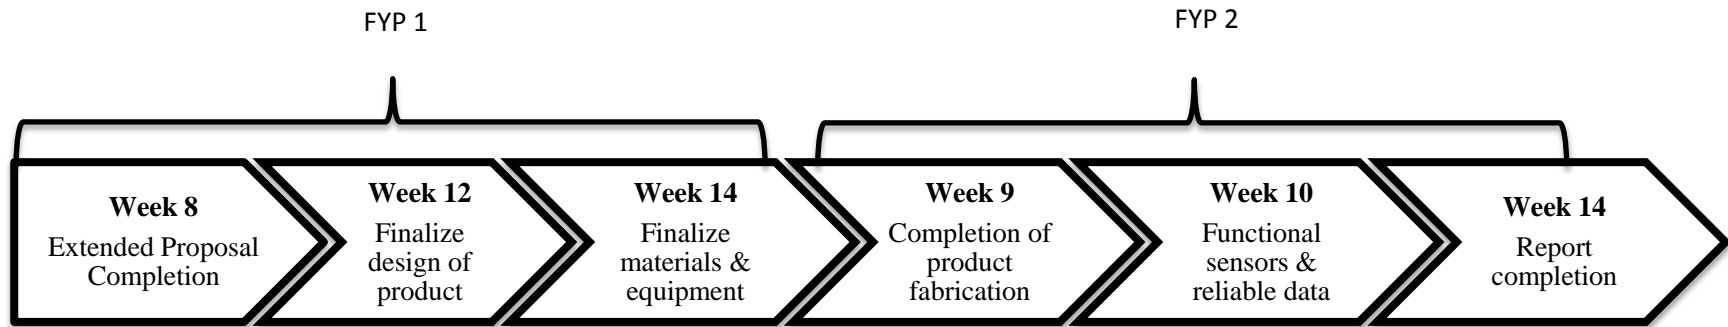 FYP 1
FYP 2
Week 8
Extended Proposal
Completion
Week 12
Finalize
design of
product
Week 14
Finalize
materials &
equipment
Week 9
Completion of
product
fabrication
Week 10
Functional
sensors &
reliable data
Week 14
Report
completion